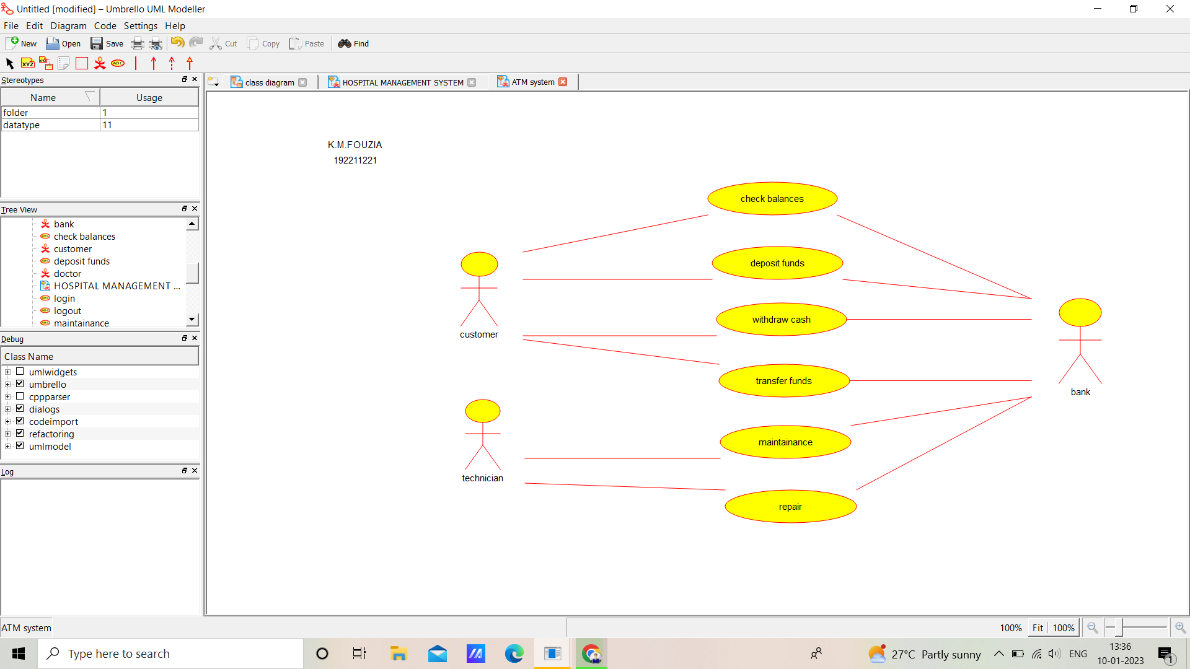 Untitled [modified] – Umbrello UML Modeller
File Edit Diagram Code Settings Help
New Open Save Cut Copy Paste Find
Stereotypes
Name Usage
folder 1
datatype 11
Tree View
bank
check balances
customer
deposit funds
doctor
HOSPITAL MANAGEMENT ...
login
logout
maintainance
Debug
Class Name
umlwidgets
umbrello
cppparser
dialogs
codeimport
refactoring
umlmodel
Log
class diagram HOSPITAL MANAGEMENT SYSTEM ATM system
K.M.FOUZIA
192211221
check balances
deposit funds
withdraw cash
customer
transfer funds
bank
maintainance
technician
repair
ATM system
100% Fit 100%
Type here to search
27°C Partly sunny
ENG
13:36
10-01-2023
1